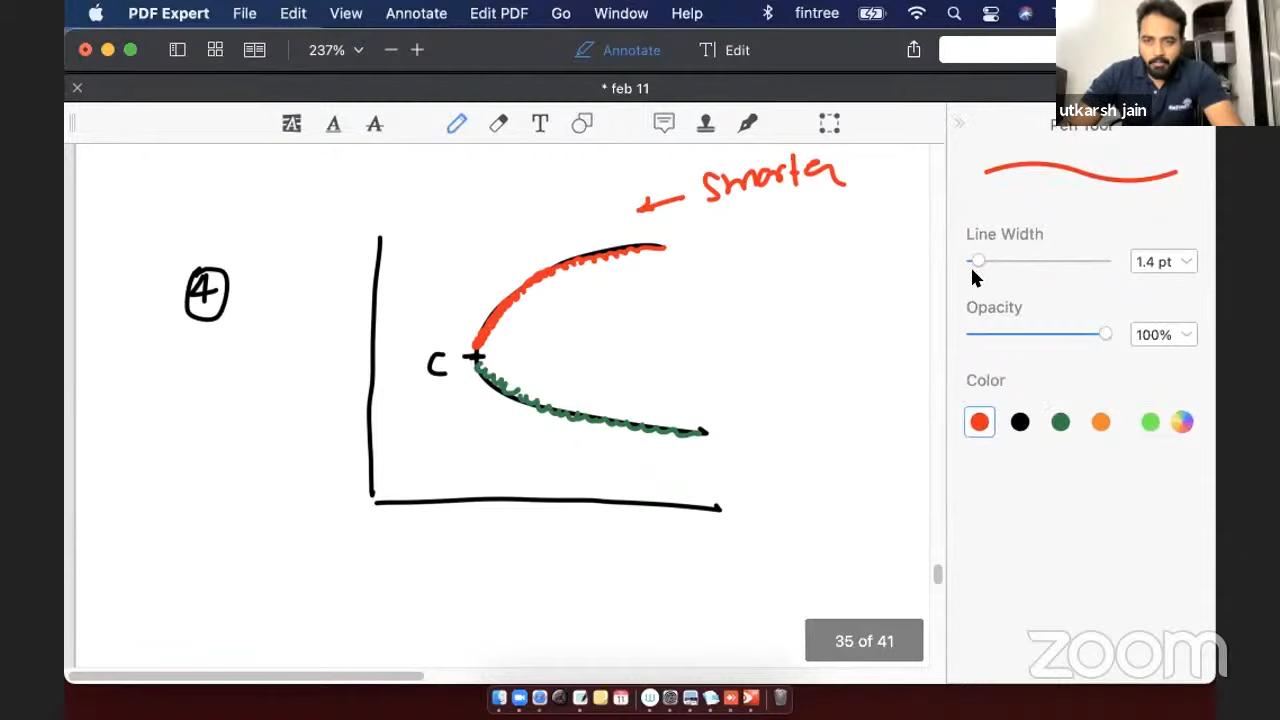 PDF Expert File Edit View Annotate Edit PDF Go Window Help fintree
237% Annotate T| Edit
* feb 11
utkarsh jain
smarter
4
C
Line Width
1.4 pt
Opacity
100%
Color
35 of 41
zoom